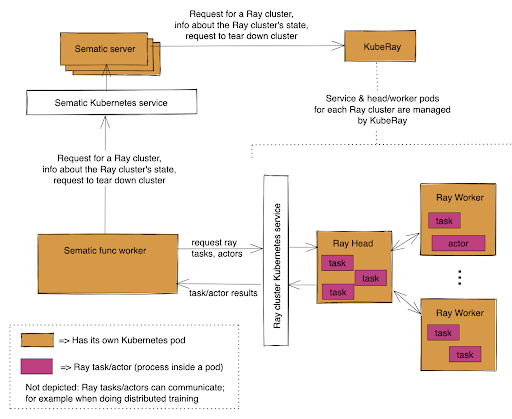 Request for a Ray cluster,
info about the Ray cluster's state,
request to tear down cluster
Sematic server
KubeRay
Sematic Kubernetes service
Service & head/worker pods
for each Ray cluster are managed
by KubeRay
Request for a Ray cluster,
info about the Ray cluster's state,
request to tear down cluster
Sematic func worker
request ray
tasks, actors
task/actor results
Ray cluster Kubernetes service
Ray Head
task
task
task
Ray Worker
task
actor
Ray Worker
task
task
=> Has its own Kubernetes pod
=> Ray task/actor (process inside a pod)
Not depicted: Ray tasks/actors can communicate;
for example when doing distributed training